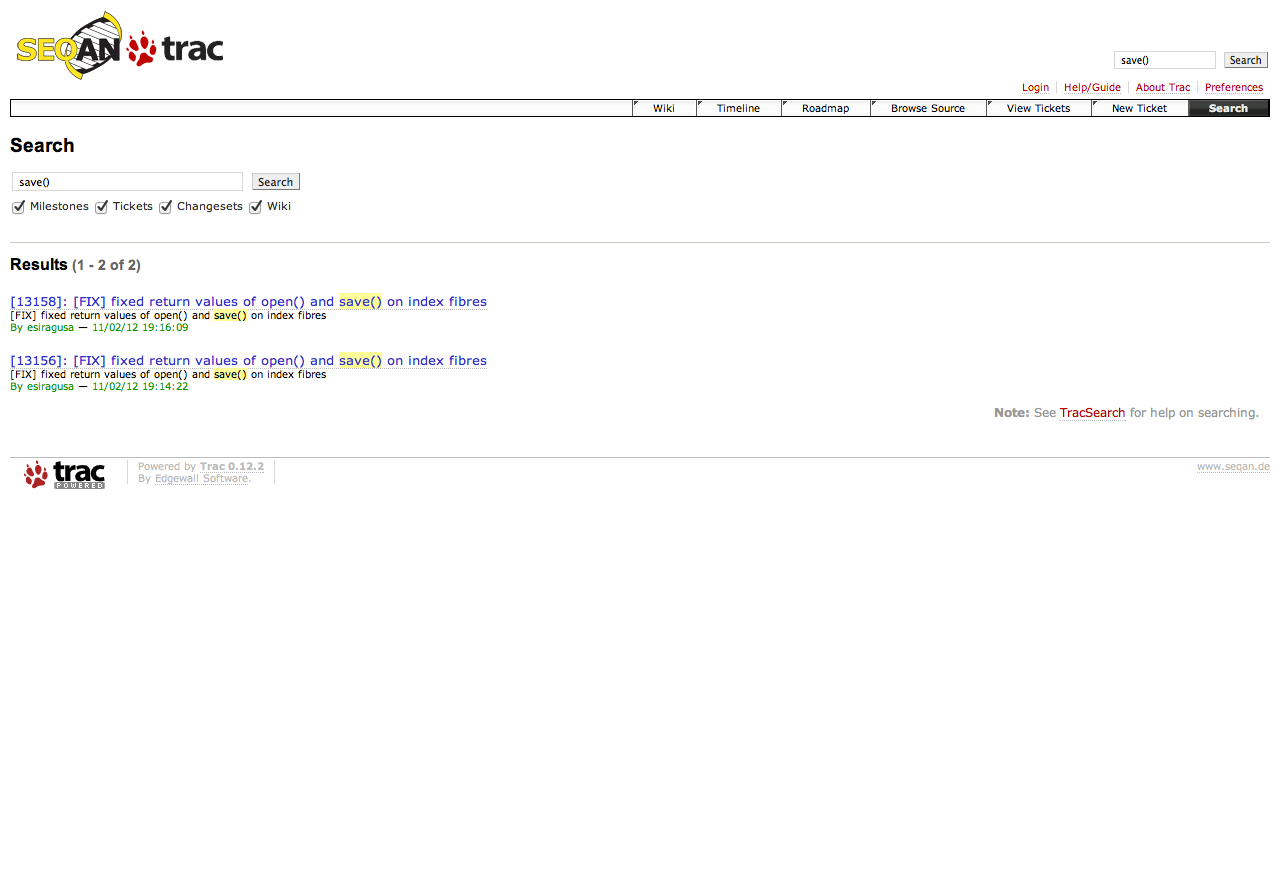 SEQAN trac
save() Search
Login Help/Guide About Trac Preferences
Wiki Timeline Roadmap Browse Source View Tickets New Ticket Search
Search
save() Search
Milestones Tickets Changesets Wiki
Results (1 - 2 of 2)
[13158]: [FIX] fixed return values of open() and save() on index fibres
[FIX] fixed return values of open() and save() on index fibres
By esiragusa — 11/02/12 19:16:09
[13156]: [FIX] fixed return values of open() and save() on index fibres
[FIX] fixed return values of open() and save() on index fibres
By esiragusa — 11/02/12 19:14:22
Note: See TracSearch for help on searching.
trac POWERED
Powered by Trac 0.12.2
By Edgewall Software.
www.seqan.de